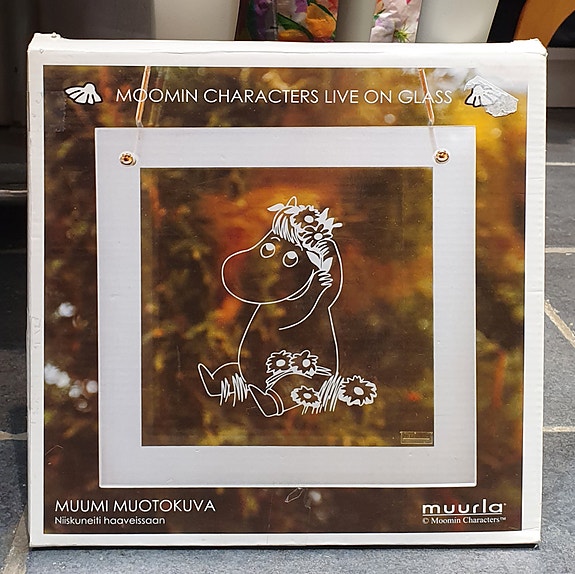 MOOMIN CHARACTERS LIVE ON GLASS
MUUMI MUOTOKUVA
Niiskuneiti haaveissaan
muurla
© Moomin Characters™